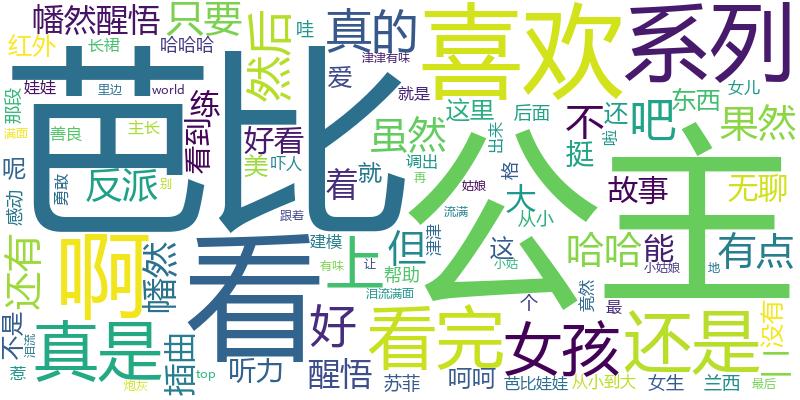 幡然醒悟
只要
哇
真的
喜欢
系列
红外
长裙
哈哈哈
然后
津津有味
芭比
娃娃
里边
world
练
爱
就是
那段
满面
善良
主长
看到
好看
虽然
这里
后面
不
还
吧
东西
女儿
果然
出来
啦
昂
勇敢
反派
美
吓人
着
就
调出
挺
格
故事
无聊
感动
别
再
姑娘
大
公主
跟着
流满
从小
还有
啊
幡然
看
建模
上
但
津津
这
哈哈
能
有点
有味
让
帮助
小姑
小姑娘
地
泪流满面
个
竟然
最
不是
泪流
真是
插曲
好
看完
女孩
还是
没有
一
惹
top
听力
醒悟
苏菲
呵呵
芭比娃娃
从小到大
女生
兰西
炮灰
最后